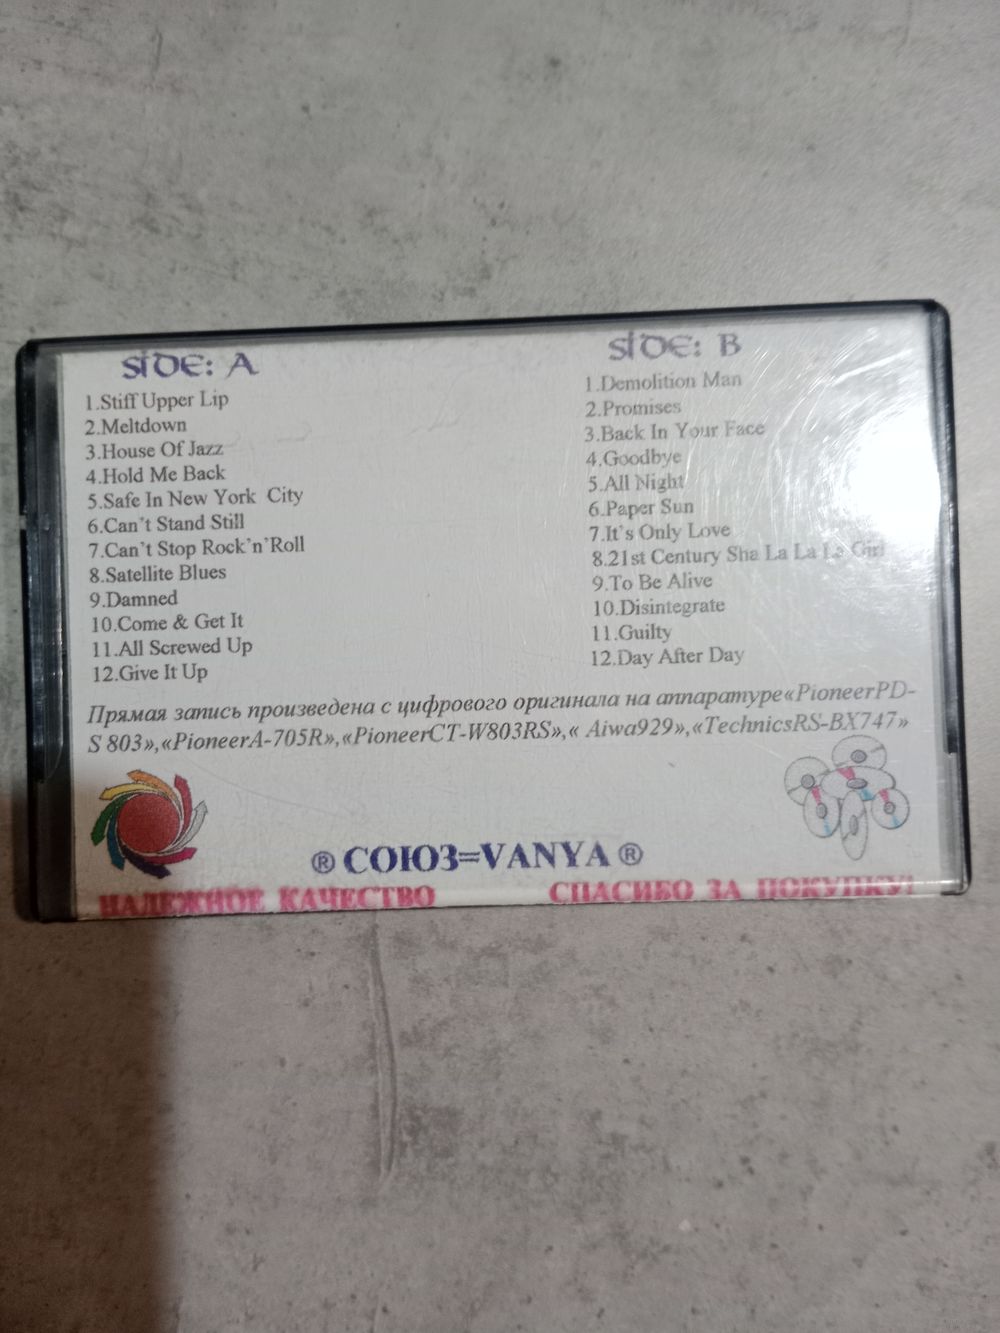 SIDE: A
1.Stiff Upper Lip
2.Meltdown
3.House Of Jazz
4.Hold Me Back
5.Safe In New York City
6.Can't Stand Still
7.Can't Stop Rock'n'Roll
8.Satellite Blues
9.Damned
10.Come & Get It
11.All Screwed Up
12.Give It Up
SIDE: B
1.Demolition Man
2.Promises
3.Back In Your Face
4.Goodbye
5.All Night
6.Paper Sun
7.It's Only Love
8.21st Century Sha La La La Girl
9.To Be Alive
10.Disintegrate
11.Guilty
12.Day After Day
Прямая запись произведена с цифрового оригинала на аппаратуре«PioneerPD-
S 803»,«PioneerA-705R»,«PioneerCT-W803RS»,« Aiwa929»,«TechnicsRS-BX747»
® СОЮЗ=VANYA ®
НАДЕЖНОЕ КАЧЕСТВО СПАСИБО ЗА ПОКУПКУ!